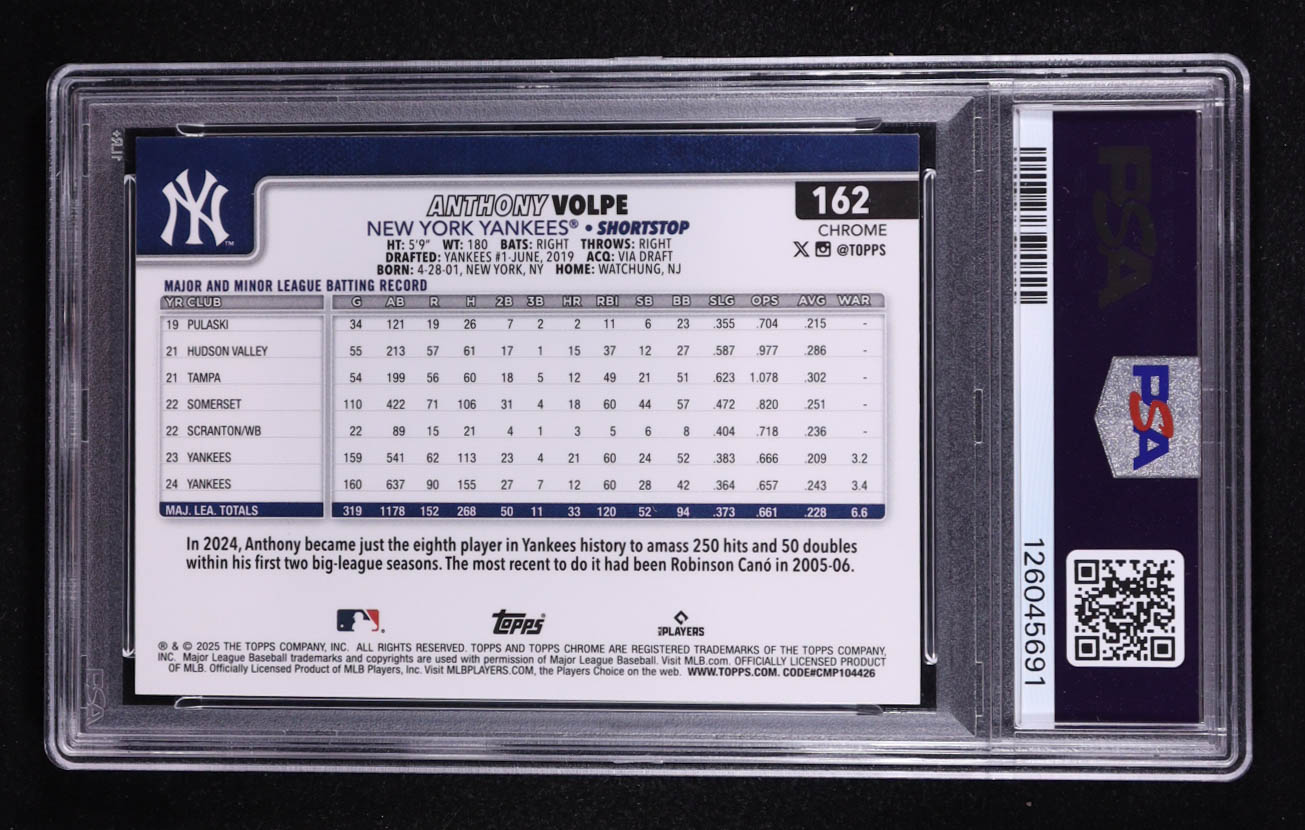 NY
ANTHONY VOLPE
162
NEW YORK YANKEES® • SHORTSTOP
CHROME
HT: 5'9" WT: 180 BATS: RIGHT THROWS: RIGHT
X @TOPPS
DRAFTED: YANKEES #1-JUNE, 2019 ACQ: VIA DRAFT
BORN: 4-28-01, NEW YORK, NY HOME: WATCHUNG, NJ
MAJOR AND MINOR LEAGUE BATTING RECORD
YR CLUB G AB R H 2B 3B HR RBI SB BB SLG OPS AVG WAR
19 PULASKI 34 121 19 26 7 2 2 11 6 23 .355 .704 .215 -
21 HUDSON VALLEY 55 213 57 61 17 1 15 37 12 27 .587 .977 .286 -
21 TAMPA 54 199 56 60 18 5 12 49 21 51 .623 1.078 .302 -
22 SOMERSET 110 422 71 106 31 4 18 60 44 57 .472 .820 .251 -
22 SCRANTON/WB 22 89 15 21 4 1 3 5 6 8 .404 .718 .236 -
23 YANKEES 159 541 62 113 23 4 21 60 24 52 .383 .666 .209 3.2
24 YANKEES 160 637 90 155 27 7 12 60 28 42 .364 .657 .243 3.4
MAJ. LEA. TOTALS 319 1178 152 268 50 11 33 120 52 94 .373 .661 .228 6.6
In 2024, Anthony became just the eighth player in Yankees history to amass 250 hits and 50 doubles
within his first two big-league seasons. The most recent to do it had been Robinson Canó in 2005-06.
Topps®
MLB PLAYERS
® & © 2025 THE TOPPS COMPANY, INC. ALL RIGHTS RESERVED. TOPPS AND TOPPS CHROME ARE REGISTERED TRADEMARKS OF THE TOPPS COMPANY,
INC. Major League Baseball trademarks and copyrights are used with permission of Major League Baseball. Visit MLB.com. OFFICIALLY LICENSED PRODUCT
OF MLB. Officially Licensed Product of MLB Players, Inc. Visit MLBPLAYERS.COM, the Players Choice on the web. WWW.TOPPS.COM. CODE#CMP104426
PSA
PSA
126045691
PSA